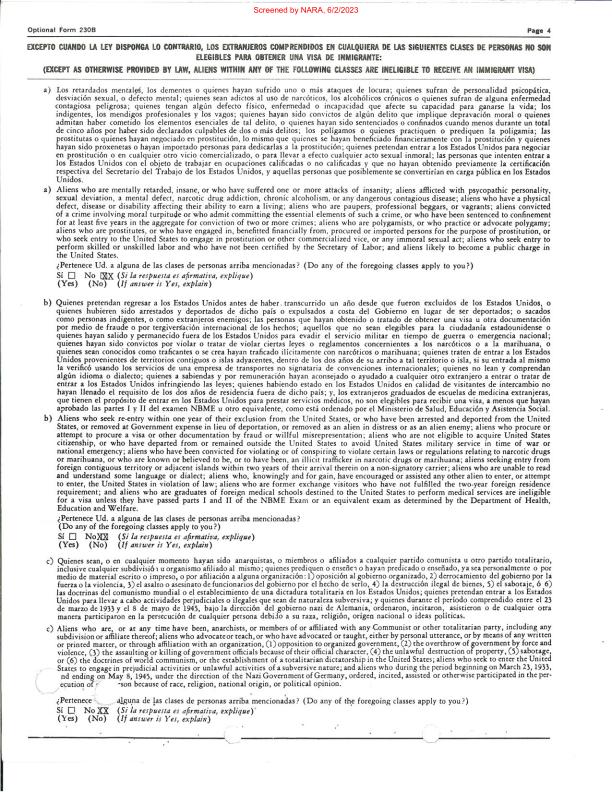 Screened by NARA, 6/2/2023
Optional Form 230B
Page 4
EXCEPTO CUANDO LA LEY DISPONGA LO CONTRARIO, LOS EXTRANJEROS COMPRENDIDOS EN CUALQUIERA DE LAS SIGUIENTES CLASES DE PERSONAS NO SON
ELEGIBLES PARA OBTENER UNA VISA DE INMIGRANTE:
(EXCEPT AS OTHERWISE PROVIDED BY LAW, ALIENS WITHIN ANY OF THE FOLLOWING CLASSES ARE INELIGIBLE TO RECEIVE AN IMMIGRANT VISA)
a) Los retardados mentales, los dementes o quienes hayan sufrido uno o más ataques de locura; quienes sufran de personalidad psicopática,
desviación sexual, o defecto mental; quienes sean adictos al uso de narcóticos, los alcohólicos crónicos o quienes sufran de alguna enfermedad
contagiosa peligrosa; quienes tengan algún defecto físico, enfermedad o incapacidad que afecte su capacidad para ganarse la vida; los
indigentes, los mendigos profesionales y los vagos; quienes hayan sido convictos de algún delito que implique depravación moral o quienes
admitan haber cometido los elementos esenciales de tal delito, o quienes hayan sido sentenciados o confinados cuando menos durante un total
de cinco años por haber sido declarados culpables de dos o más delitos; los polígamos o quienes practiquen o prediquen la poligamia; las
prostitutas o quienes hayan negociado en prostitución, lo mismo que quienes se hayan beneficiado financieramente con la prostitución y quienes
hayan sido proxenetas o hayan importado personas para dedicarlas a la prostitución; quienes pretendan entrar a los Estados Unidos para negociar
en prostitución o en cualquier otro vicio comercializado, o para llevar a efecto cualquier acto sexual inmoral; las personas que intenten entrar a
los Estados Unidos con el objeto de trabajar en ocupaciones calificadas o no calificadas y que no hayan obtenido previamente la certificación
respectiva del Secretario del Trabajo de los Estados Unidos, y aquellas personas que posiblemente se convertirían en carga pública en los Estados
Unidos.
a) Aliens who are mentally retarded, insane, or who have suffered one or more attacks of insanity; aliens afflicted with psychopathic personality,
sexual deviation, a mental defect, narcotic drug addiction, chronic alcoholism, or any dangerous contagious disease; aliens who have a physical
defect, disease or disability affecting their ability to earn a living; aliens who are paupers, professional beggars, or vagrants; aliens convicted
of a crime involving moral turpitude or who admit committing the essential elements of such a crime, or who have been sentenced to confinement
for at least five years in the aggregate for conviction of two or more crimes; aliens who are polygamists, or who practice or advocate polygamy;
aliens who are prostitutes, or who have engaged in, benefited financially from, procured or imported persons for the purpose of prostitution, or
who seek entry to the United States to engage in prostitution or other commercialized vice, or any immoral sexual act; aliens who seek entry to
perform skilled or unskilled labor and who have not been certified by the Secretary of Labor; and aliens likely to become a public charge in
the United States.
¿Pertenece Ud. a alguna de las clases de personas arriba mencionadas? (Do any of the foregoing classes apply to you?)
Sí ☐ No XX (Si la respuesta es afirmativa, explique)
(Yes) (No) (If answer is Yes, explain)
b) Quienes pretendan regresar a los Estados Unidos antes de haber transcurrido un año desde que fueron excluidos de los Estados Unidos, o
quienes hubieren sido arrestados y deportados de dicho país o expulsados a costa del Gobierno en lugar de ser deportados; o sacados
como personas indigentes, o como extranjeros enemigos; las personas que hayan obtenido o tratado de obtener una visa u otra documentación
por medio de fraude o por tergiversación internacional de los hechos; aquellos que no sean elegibles para la ciudadanía estadounidense o
quienes hayan salido y permanecido fuera de los Estados Unidos para evadir el servicio militar en tiempo de guerra o emergencia nacional;
quienes hayan sido convictos por violar o tratar de violar ciertas leyes o reglamentos concernientes a los narcóticos o a la marihuana, o
quienes sean conocidos como traficantes o se crea hayan traficado ilícitamente con narcóticos o marihuana; quienes traten de entrar a los Estados
Unidos provenientes de territorios contiguos o islas adyacentes, dentro de los dos años de su arribo a tal territorio o isla, si su entrada al mismo
la verificó usando los servicios de una empresa de transportes no signataria de convenciones internacionales; quienes no lean y comprendan
algún idioma o dialecto; quienes a sabiendas y por remuneración hayan aconsejado o ayudado a cualquier otro extranjero a entrar o tratar de
entrar a los Estados Unidos infringiendo las leyes; quienes habiendo estado en los Estados Unidos en calidad de visitantes de intercambio no
hayan llenado el requisito de los dos años de residencia fuera de dicho país; y, los extranjeros graduados de escuelas de medicina extranjeras,
que tienen el propósito de entrar en los Estados Unidos para prestar servicios médicos, no son elegibles para recibir una visa, a menos que hayan
aprobado las partes I y II del examen NBME u otro equivalente, como está ordenado por el Ministerio de Salud, Educación y Asistencia Social.
b) Aliens who seek re-entry within one year of their exclusion from the United States, or who have been arrested and deported from the United
States, or removed at Government expense in lieu of deportation, or removed as an alien in distress or as an alien enemy; aliens who procure or
attempt to procure a visa or other documentation by fraud or willful misrepresentation; aliens who are not eligible to acquire United States
citizenship, or who have departed from or remained outside the United States to avoid United States military service in time of war or
national emergency; aliens who have been convicted for violating or of conspiring to violate certain laws or regulations relating to narcotic drugs
or marihuana, or who are known or believed to be, or to have been, an illicit trafficker in narcotic drugs or marihuana; aliens seeking entry from
foreign contiguous territory or adjacent islands within two years of their arrival therein on a non-signatory carrier; aliens who are unable to read
and understand some language or dialect; aliens who, knowingly and for gain, have encouraged or assisted any other alien to enter, or attempt
to enter, the United States in violation of law; aliens who are former exchange visitors who have not fulfilled the two-year foreign residence
requirement; and aliens who are graduates of foreign medical schools destined to the United States to perform medical services are ineligible
for a visa unless they have passed parts I and II of the NBME Exam or an equivalent exam as determined by the Department of Health,
Education and Welfare.
¿Pertenece Ud. a alguna de las clases de personas arriba mencionadas?
(Do any of the foregoing classes apply to you?)
Sí ☐ No XX (Si la respuesta es afirmativa, explique)
(Yes) (No) (If answer is Yes, explain)
c) Quienes sean, o en cualquier momento hayan sido anarquistas, o miembros o afiliados a cualquier partido comunista u otro partido totalitario,
inclusive cualquier subdivisión u organismo afiliado al mismo; quienes prediquen o enseñen o hayan predicado o enseñado, ya sea personalmente o por
medio de material escrito o impreso, o por afiliación a alguna organización: 1) oposición al gobierno organizado, 2) derrocamiento del gobierno por la
fuerza o la violencia, 3) el asalto o asesinato de funcionarios del gobierno por el hecho de serlo, 4) la destrucción ilegal de bienes, 5) el sabotaje, ó 6)
las doctrinas del comunismo mundial o el establecimiento de una dictadura totalitaria en los Estados Unidos; quienes pretendan entrar a los Estados
Unidos para llevar a cabo actividades perjudiciales o ilegales que sean de naturaleza subversiva; y quienes durante el período comprendido entre el 23
de marzo de 1933 y el 8 de mayo de 1945, bajo la dirección del gobierno nazi de Alemania, ordenaron, incitaron, asistieron o de cualquier otra
manera participaron en la persecución de cualquier persona debido a su raza, religión, origen nacional o ideas políticas.
c) Aliens who are, or at any time have been, anarchists, or members of or affiliated with any Communist or other totalitarian party, including any
subdivision or affiliate thereof; aliens who advocate or teach, or who have advocated or taught, either by personal utterance, or by means of any written
or printed matter, or through affiliation with an organization, (1) opposition to organized government, (2) the overthrow of government by force and
violence, (3) the assaulting or killing of government officials because of their official character, (4) the unlawful destruction of property, (5) sabotage,
or (6) the doctrines of world communism, or the establishment of a totalitarian dictatorship in the United States; aliens who seek to enter the United
States to engage in prejudicial activities or unlawful activities of a subversive nature; and aliens who during the period beginning on March 23, 1933,
nd ending on May 8, 1945, under the direction of the Nazi Government of Germany, ordered, incited, assisted or otherwise participated in the per-
ecution of son because of race, religion, national origin, or political opinion.
¿Pertenece alguna de las clases de personas arriba mencionadas? (Do any of the foregoing classes apply to you?)
Sí ☐ No XX (Si la respuesta es afirmativa, explique)
(Yes) (No) (If answer is Yes, explain)